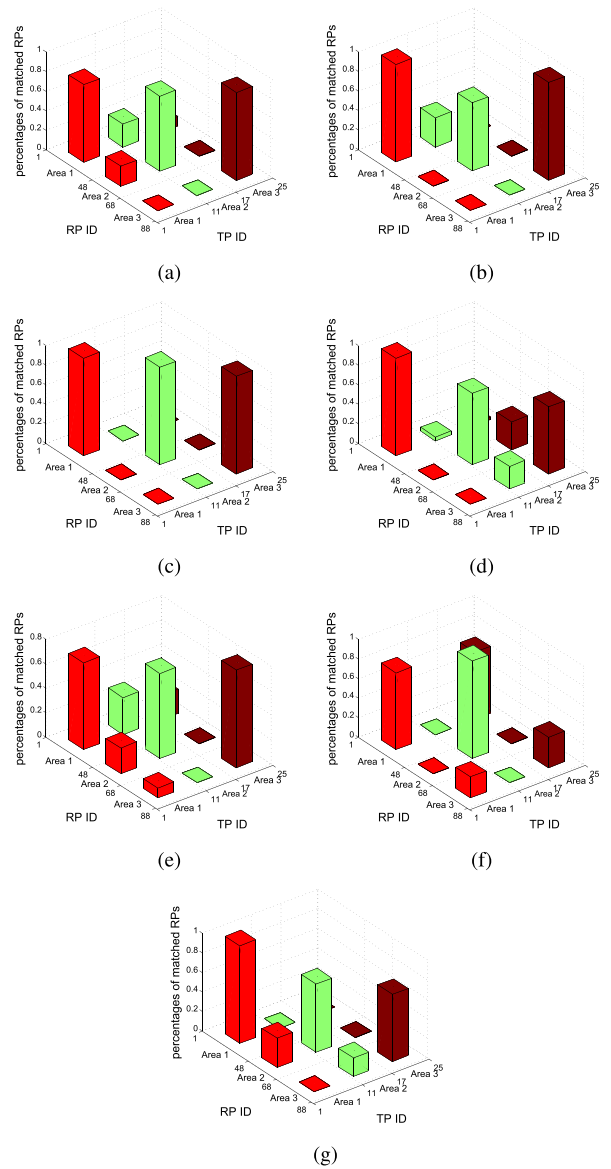 percentages of matched RPs
1
0.8
0.6
0.4
0.2
0
1
Area 1
48
Area 2
68
Area 3
88
RP ID
1
Area 1
11
Area 2
17
Area 3
25
TP ID
(a)
percentages of matched RPs
1
0.8
0.6
0.4
0.2
0
1
Area 1
48
Area 2
68
Area 3
88
RP ID
1
Area 1
11
Area 2
17
Area 3
25
TP ID
(b)
percentages of matched RPs
1
0.8
0.6
0.4
0.2
0
1
Area 1
48
Area 2
68
Area 3
88
RP ID
1
Area 1
11
Area 2
17
Area 3
25
TP ID
(c)
percentages of matched RPs
1
0.8
0.6
0.4
0.2
0
1
Area 1
48
Area 2
68
Area 3
88
RP ID
1
Area 1
11
Area 2
17
Area 3
25
TP ID
(d)
percentages of matched RPs
0.8
0.6
0.4
0.2
0
1
Area 1
48
Area 2
68
Area 3
88
RP ID
1
Area 1
11
Area 2
17
Area 3
25
TP ID
(e)
percentages of matched RPs
1
0.8
0.6
0.4
0.2
0
1
Area 1
48
Area 2
68
Area 3
88
RP ID
1
Area 1
11
Area 2
17
Area 3
25
TP ID
(f)
percentages of matched RPs
1
0.8
0.6
0.4
0.2
0
1
Area 1
48
Area 2
68
Area 3
88
RP ID
1
Area 1
11
Area 2
17
Area 3
25
TP ID
(g)